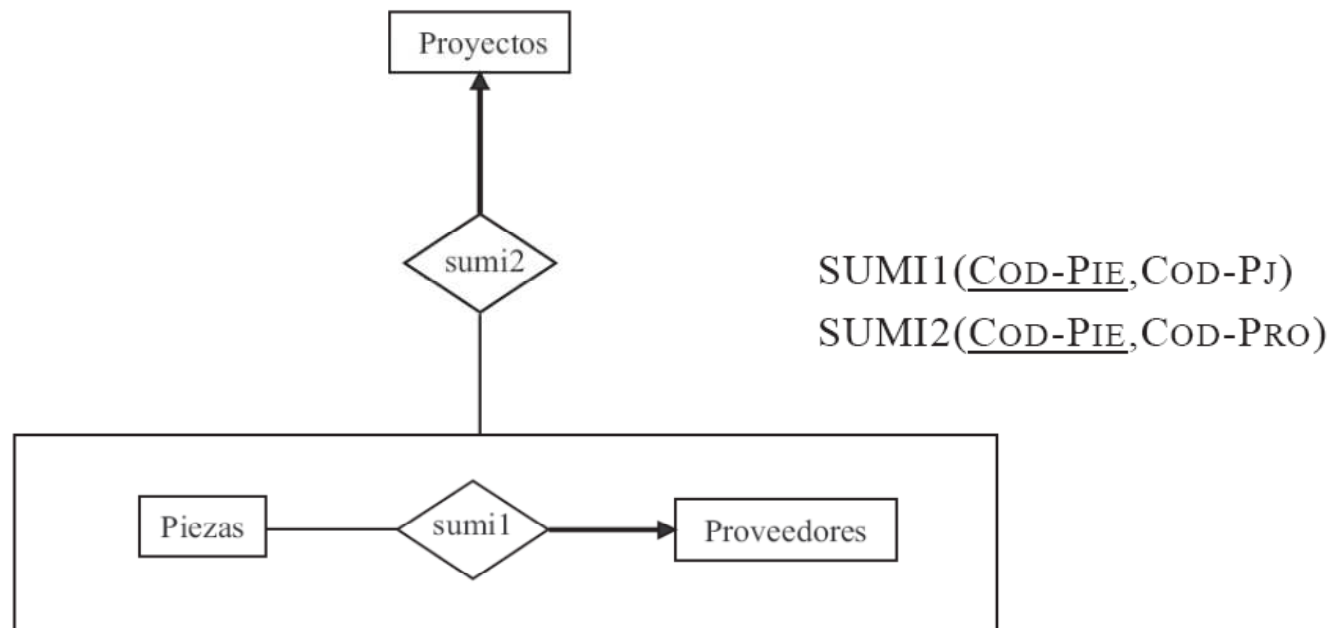 Proyectos
sumi2
SUMI1(COD-PIE,COD-PJ)
SUMI2(COD-PIE,COD-PRO)
Piezas
sumi1
Proveedores